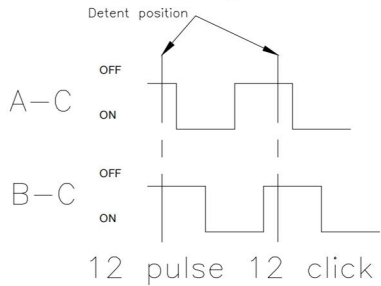 Detent position
OFF
A-C
ON
OFF
B-C
ON
12 pulse 12 click